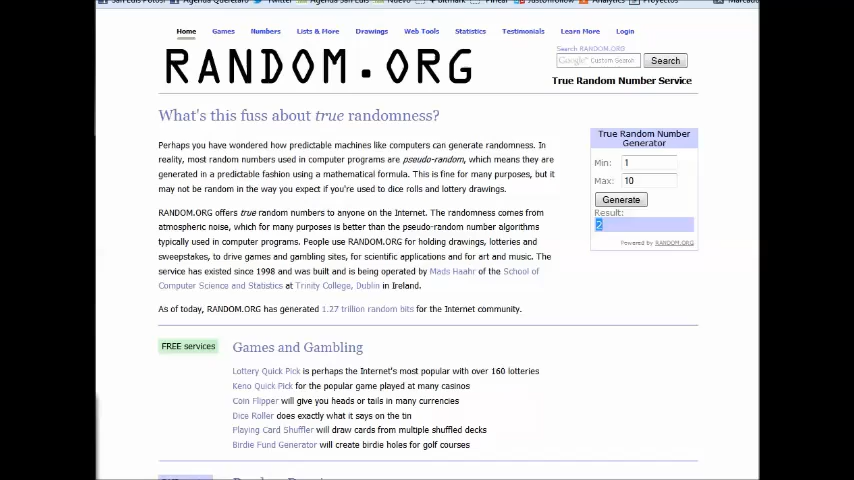 San Luis Potosí Agenda Querétaro Twitter Agenda San Luis Nuevo bitmark Pinear JustUnfollow Analytics Proyectos
Home Games Numbers Lists & More Drawings Web Tools Statistics Testimonials Learn More Login
Search RANDOM.ORG
RANDOM.ORG
Google Custom Search Search
True Random Number Service
What's this fuss about true randomness?
Perhaps you have wondered how predictable machines like computers can generate randomness. In
reality, most random numbers used in computer programs are pseudo-random, which means they are
generated in a predictable fashion using a mathematical formula. This is fine for many purposes, but it
may not be random in the way you expect if you're used to dice rolls and lottery drawings.
RANDOM.ORG offers true random numbers to anyone on the Internet. The randomness comes from
atmospheric noise, which for many purposes is better than the pseudo-random number algorithms
typically used in computer programs. People use RANDOM.ORG for holding drawings, lotteries and
sweepstakes, to drive games and gambling sites, for scientific applications and for art and music. The
service has existed since 1998 and was built and is being operated by Mads Haahr of the School of
Computer Science and Statistics at Trinity College, Dublin in Ireland.
As of today, RANDOM.ORG has generated 1.27 trillion random bits for the Internet community.
True Random Number
Generator
Min: 1
Max: 10
Generate
Result:
2
Powered by RANDOM.ORG
FREE services
Games and Gambling
Lottery Quick Pick is perhaps the Internet's most popular with over 160 lotteries
Keno Quick Pick for the popular game played at many casinos
Coin Flipper will give you heads or tails in many currencies
Dice Roller does exactly what it says on the tin
Playing Card Shuffler will draw cards from multiple shuffled decks
Birdie Fund Generator will create birdie holes for golf courses